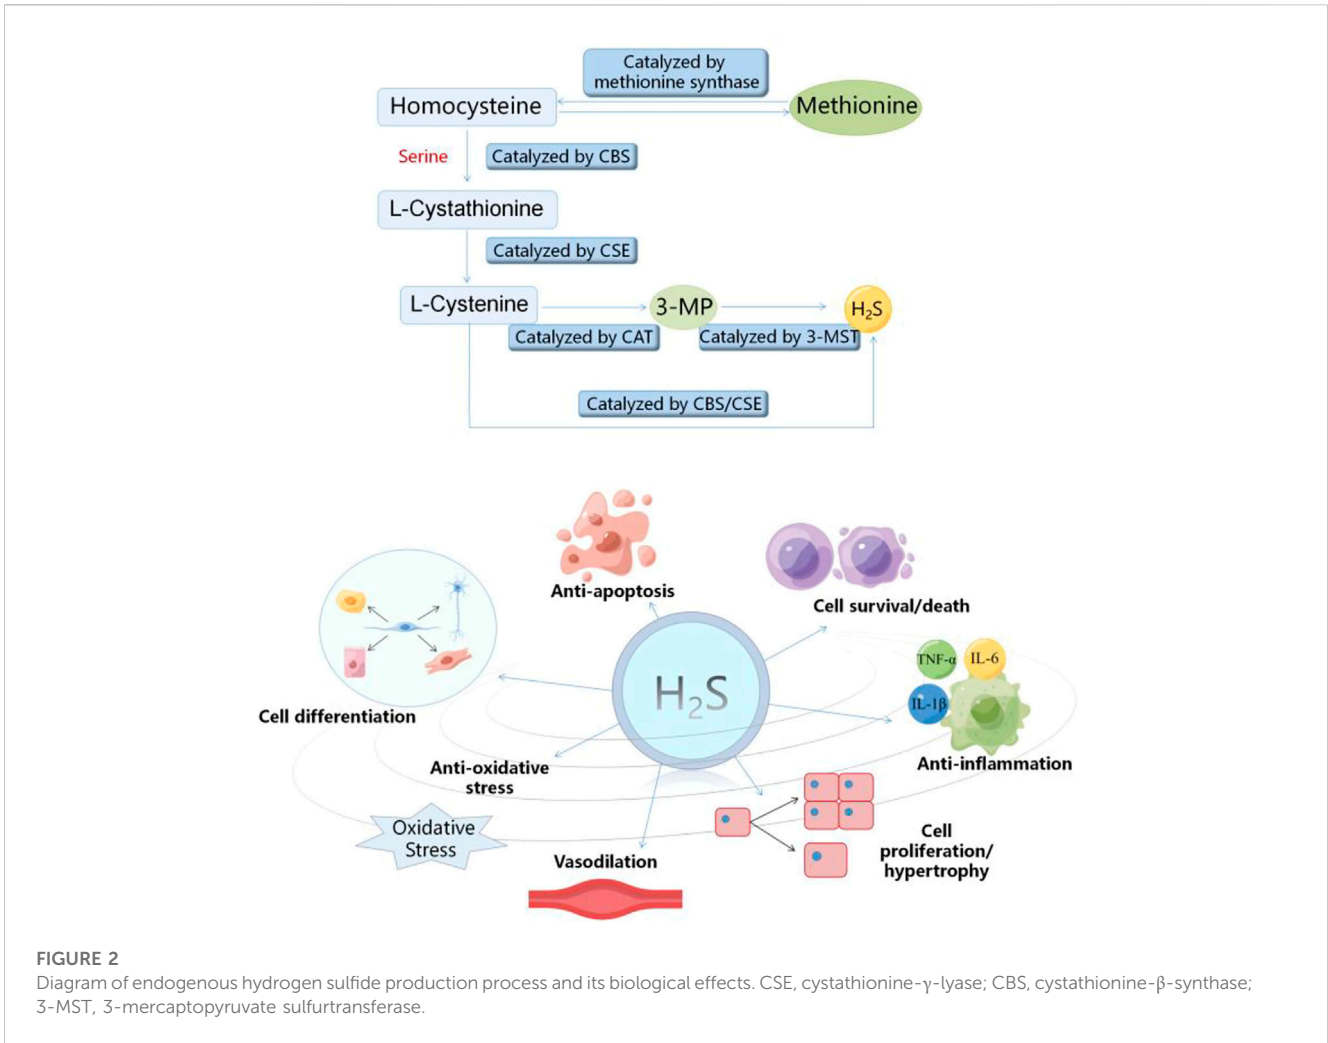 Catalyzed by
methionine synthase
Homocysteine
Methionine
Serine
Catalyzed by CBS
L-Cystathionine
Catalyzed by CSE
L-Cystenine
3-MP
H₂S
Catalyzed by CAT
Catalyzed by 3-MST
Catalyzed by CBS/CSE
Anti-apoptosis
Cell survival/death
TNF-α
IL-6
IL-1β
H₂S
Cell differentiation
Anti-inflammation
Anti-oxidative
stress
Oxidative
Stress
Vasodilation
Cell
proliferation/
hypertrophy
FIGURE 2
Diagram of endogenous hydrogen sulfide production process and its biological effects. CSE, cystathionine-γ-lyase; CBS, cystathionine-β-synthase;
3-MST, 3-mercaptopyruvate sulfurtransferase.